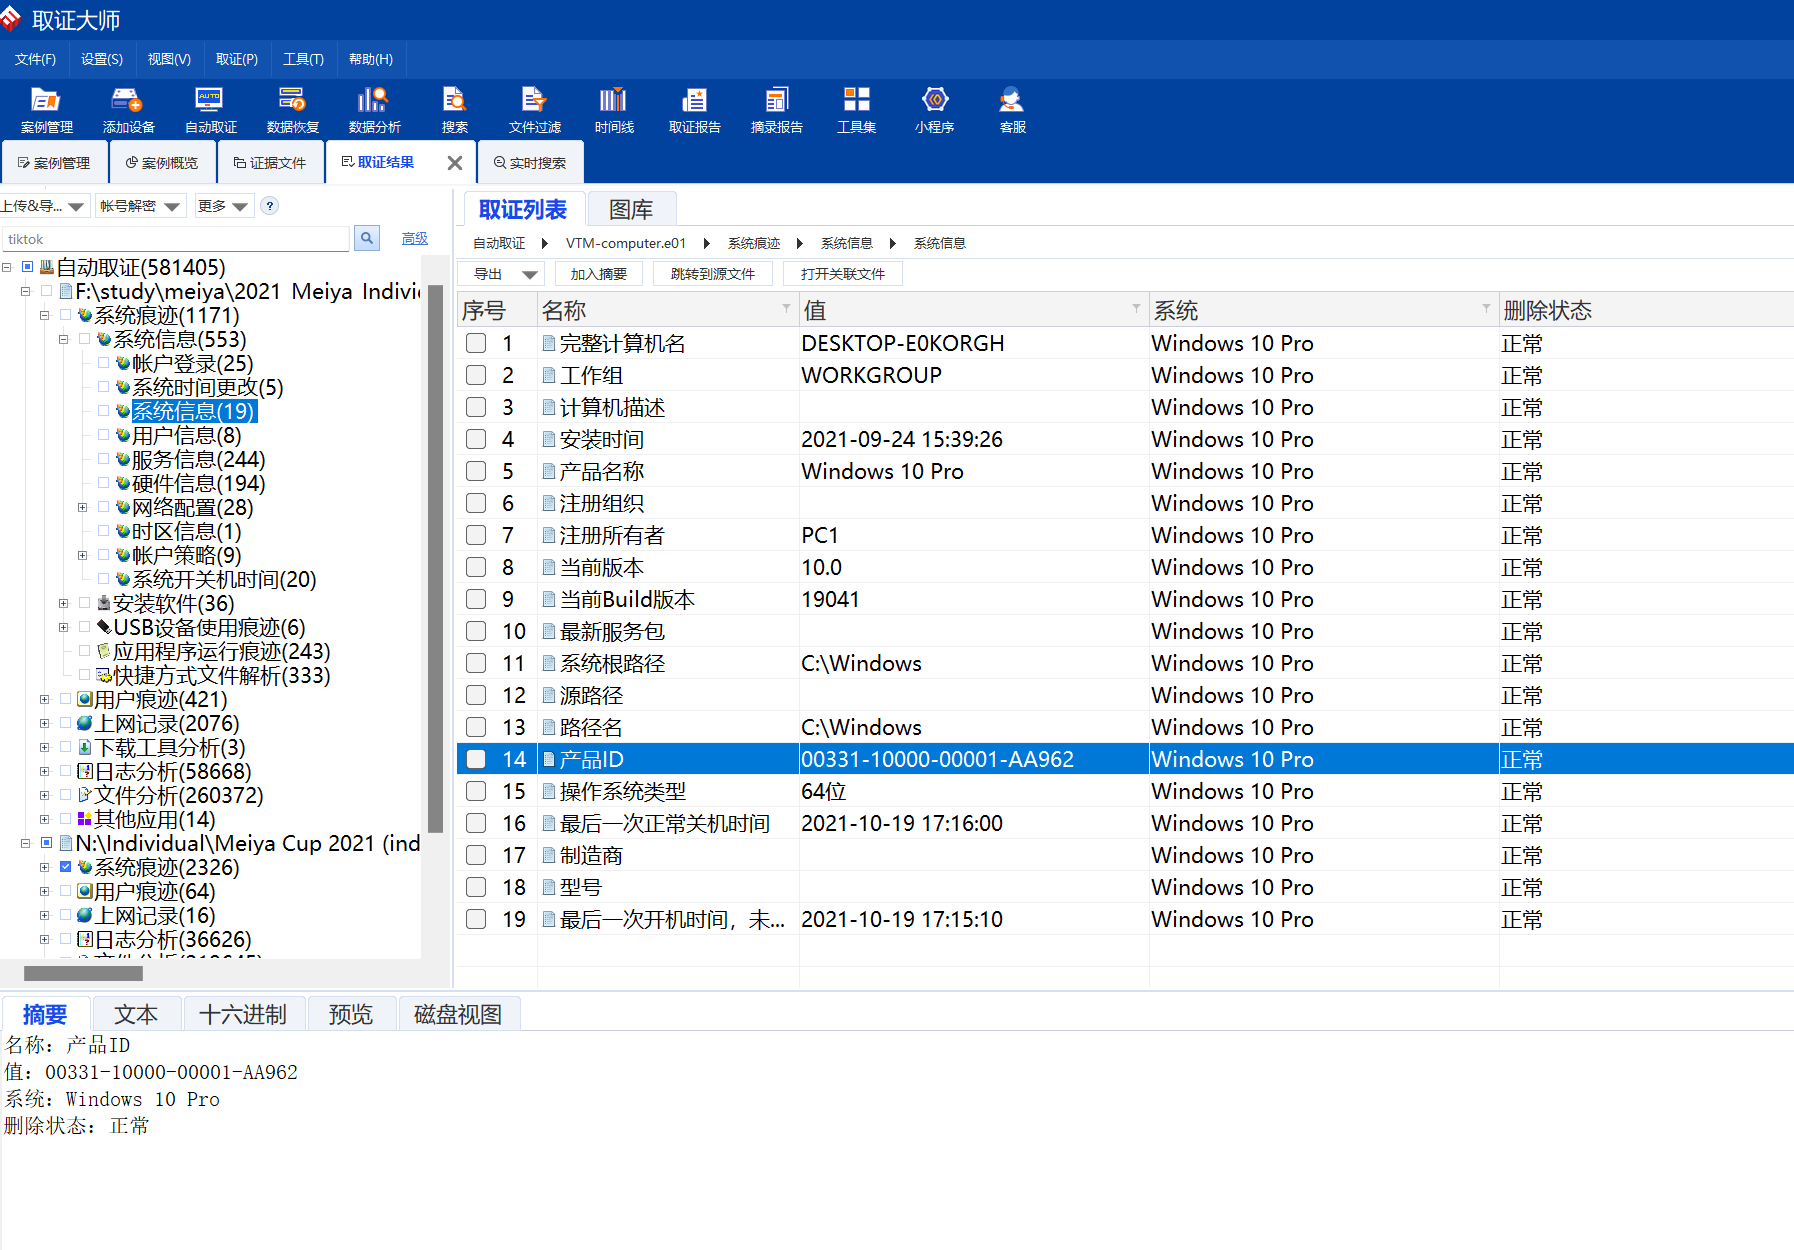 取证大师
文件(F) 设置(S) 视图(V) 取证(P) 工具(T) 帮助(H)
案例管理 添加设备 自动取证 数据恢复 数据分析 搜索 文件过滤 时间线 取证报告 摘录报告 工具集 小程序 客服
案例管理 案例概览 证据文件 取证结果 实时搜索
上传&导... 帐号解密 更多 ?
tiktok 高级
自动取证(581405)
F:\study\meiya\2021 Meiya Indivi
系统痕迹(1171)
系统信息(553)
帐户登录(25)
系统时间更改(5)
系统信息(19)
用户信息(8)
服务信息(244)
硬件信息(194)
网络配置(28)
时区信息(1)
帐户策略(9)
系统开关机时间(20)
安装软件(36)
USB设备使用痕迹(6)
应用程序运行痕迹(243)
快捷方式文件解析(333)
用户痕迹(421)
上网记录(2076)
下载工具分析(3)
日志分析(58668)
文件分析(260372)
其他应用(14)
N:\Individual\Meiya Cup 2021 (ind
系统痕迹(2326)
用户痕迹(64)
上网记录(16)
日志分析(36626)
取证列表 图库
自动取证 VTM-computer.e01 系统痕迹 系统信息 系统信息
导出 加入摘要 跳转到源文件 打开关联文件
序号 名称 值 系统 删除状态
1 完整计算机名 DESKTOP-E0KORGH Windows 10 Pro 正常
2 工作组 WORKGROUP Windows 10 Pro 正常
3 计算机描述 Windows 10 Pro 正常
4 安装时间 2021-09-24 15:39:26 Windows 10 Pro 正常
5 产品名称 Windows 10 Pro Windows 10 Pro 正常
6 注册组织 Windows 10 Pro 正常
7 注册所有者 PC1 Windows 10 Pro 正常
8 当前版本 10.0 Windows 10 Pro 正常
9 当前Build版本 19041 Windows 10 Pro 正常
10 最新服务包 Windows 10 Pro 正常
11 系统根路径 C:\Windows Windows 10 Pro 正常
12 源路径 Windows 10 Pro 正常
13 路径名 C:\Windows Windows 10 Pro 正常
14 产品ID 00331-10000-00001-AA962 Windows 10 Pro 正常
15 操作系统类型 64位 Windows 10 Pro 正常
16 最后一次正常关机时间 2021-10-19 17:16:00 Windows 10 Pro 正常
17 制造商 Windows 10 Pro 正常
18 型号 Windows 10 Pro 正常
19 最后一次开机时间，未... 2021-10-19 17:15:10 Windows 10 Pro 正常
摘要 文本 十六进制 预览 磁盘视图
名称：产品ID
值：00331-10000-00001-AA962
系统：Windows 10 Pro
删除状态：正常